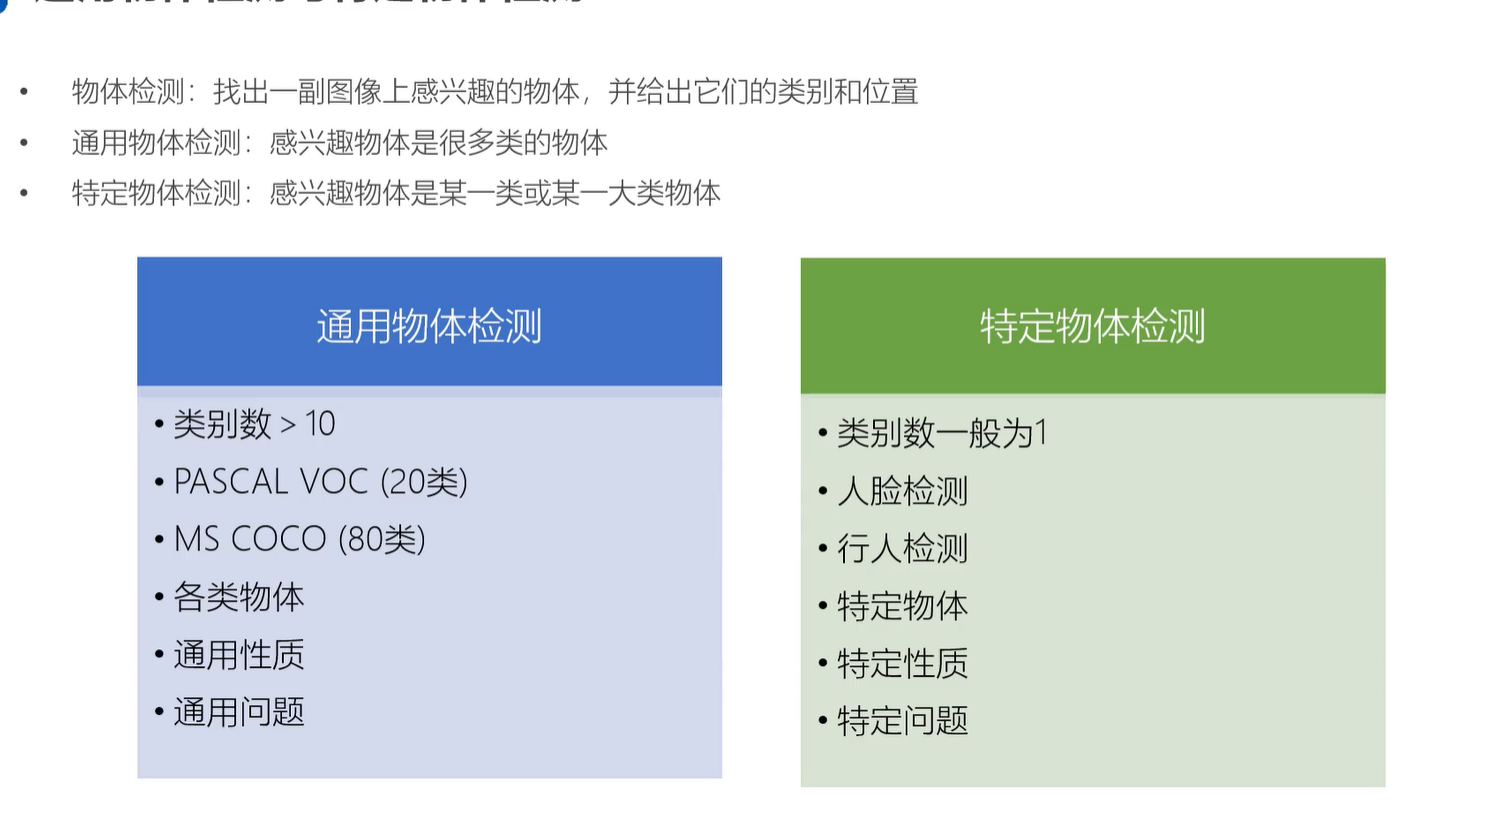 • 物体检测：找出一副图像上感兴趣的物体，并给出它们的类别和位置
• 通用物体检测：感兴趣物体是很多类的物体
• 特定物体检测：感兴趣物体是某一类或某一大类物体
通用物体检测
• 类别数 > 10
• PASCAL VOC (20类)
• MS COCO (80类)
• 各类物体
• 通用性质
• 通用问题
特定物体检测
• 类别数一般为1
• 人脸检测
• 行人检测
• 特定物体
• 特定性质
• 特定问题